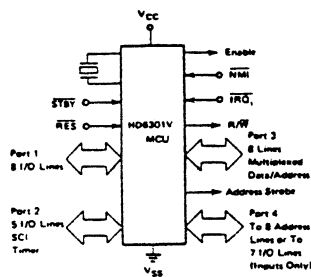 VCC
Enable
NMI
STBY
IRQ1
RES
HD6301V
MCU
R/W
Port 1
8 I/O Lines
Port 3
8 Lines
Multiplexed
Data/Address
Address Strobe
Port 2
5 I/O Lines
SCI
Timer
Port 4
To 8 Address
Lines or To
7 I/O Lines
(Inputs Only)
VSS